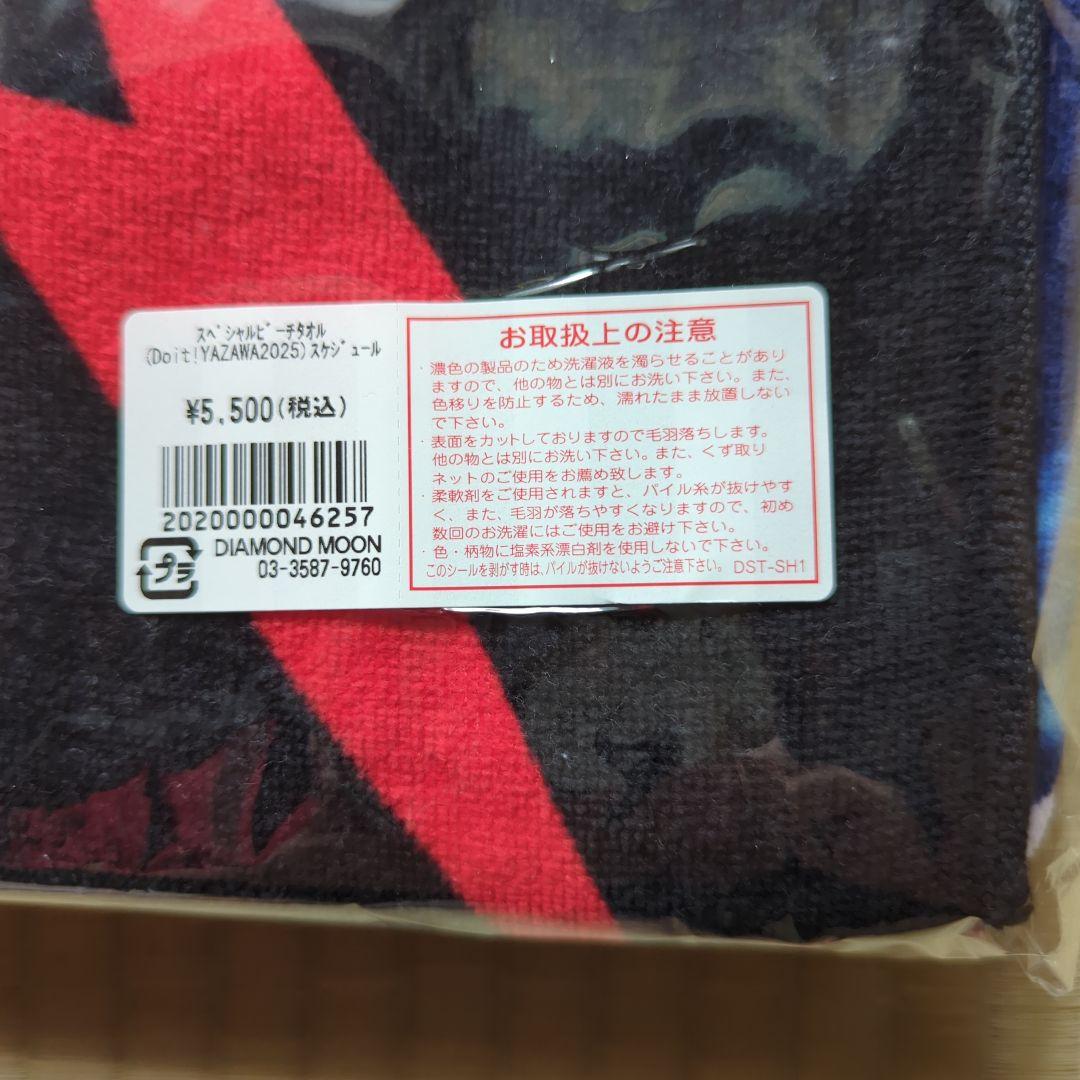 スペシャルビーチタオル
(Doit!YAZAWA2025)スケジュール
¥5,500(税込)
2020000046257
プラ
DIAMOND MOON
03-3587-9760
お取扱上の注意
・濃色の製品のため洗濯液を濁らせることがあり
ますので、他の物とは別にお洗い下さい。また、
色移りを防止するため、濡れたまま放置しない
で下さい。
・表面をカットしておりますので毛羽落ちします。
他の物とは別にお洗い下さい。また、くず取り
ネットのご使用をお薦め致します。
・柔軟剤をご使用されますと、パイル糸が抜けやす
く、また、毛羽が落ちやすくなりますので、初め
数回のお洗濯にはご使用をお避け下さい。
・色・柄物に塩素系漂白剤を使用しないで下さい。
このシールを剥がす時は、パイルが抜けないようご注意下さい。 DST-SH1